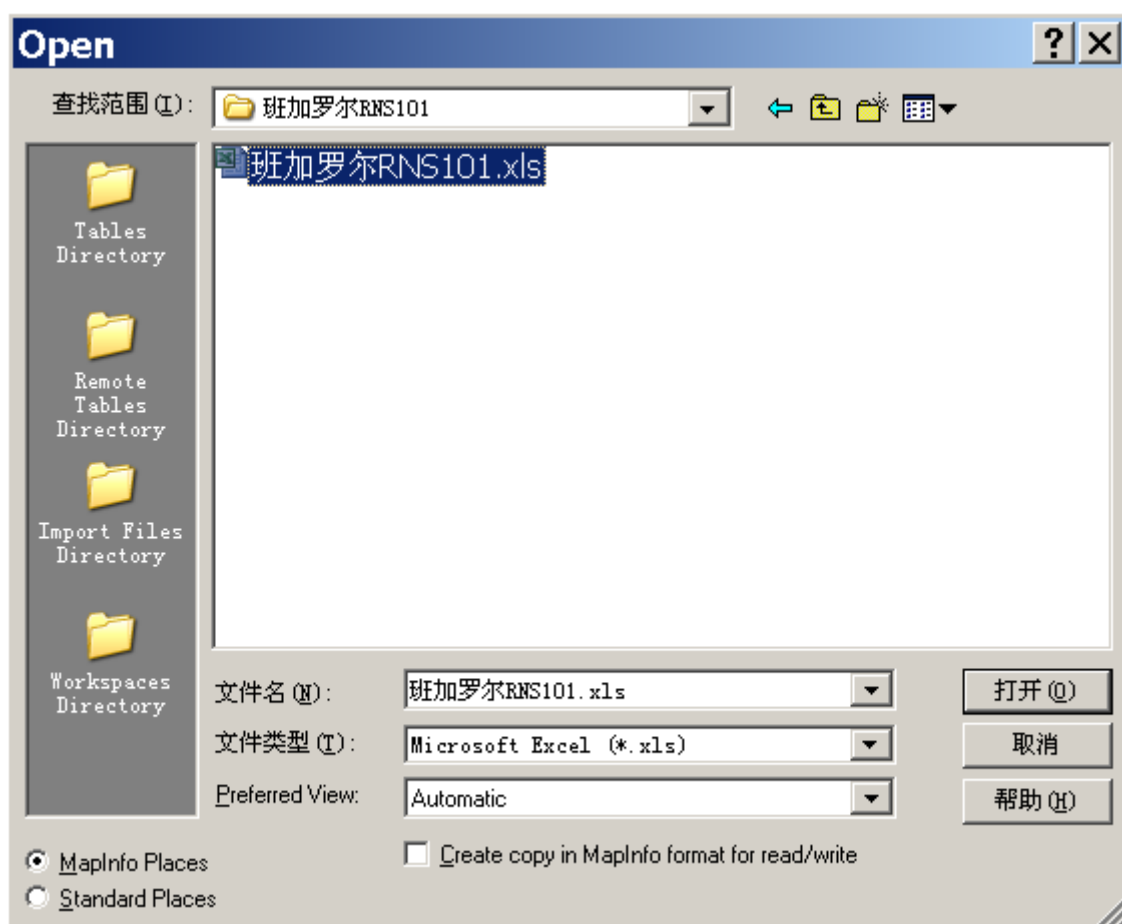 Open
查找范围(I):
班加罗尔RNS101
班加罗尔RNS101.xls
Tables
Directory
Remote
Tables
Directory
Import Files
Directory
Workspaces
Directory
文件名(N):
班加罗尔RNS101.xls
打开(O)
文件类型(T):
Microsoft Excel (*.xls)
取消
Preferred View:
Automatic
帮助(H)
MapInfo Places
Create copy in MapInfo format for read/write
Standard Places